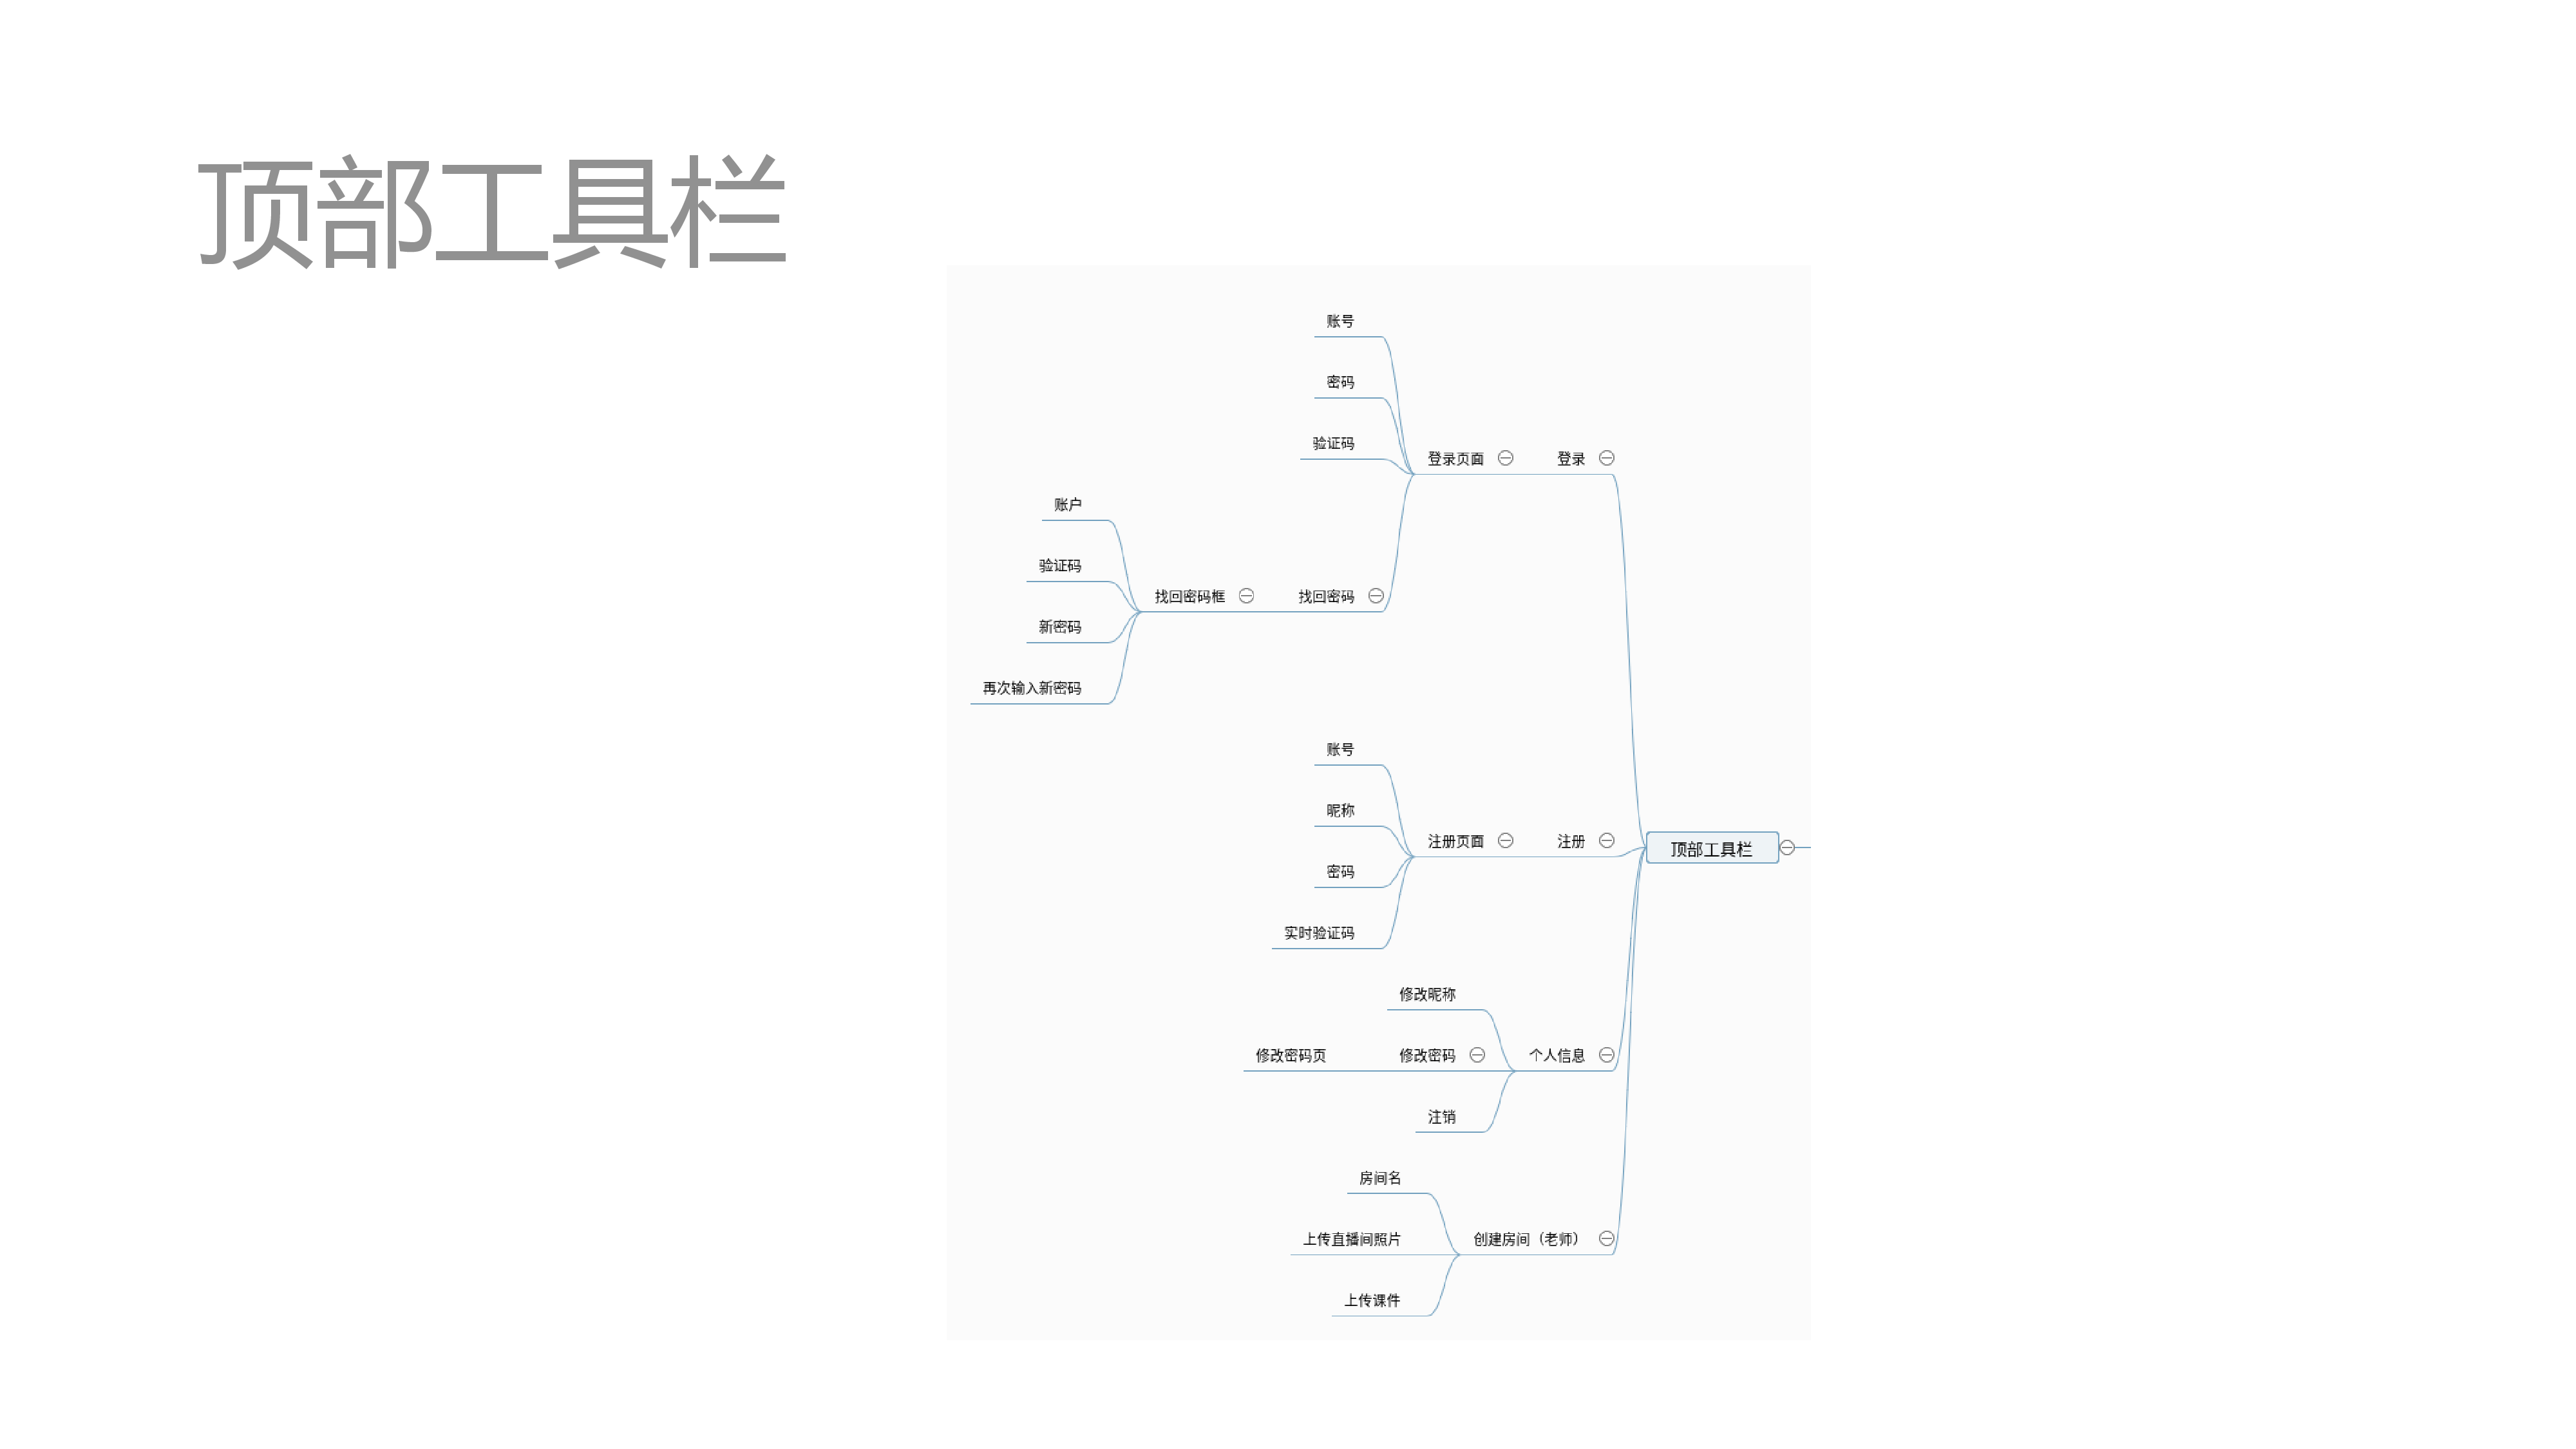 顶部工具栏
账号
密码
验证码
登录页面 登录
账户
验证码
找回密码框 找回密码
新密码
再次输入新密码
账号
昵称
注册页面 注册
顶部工具栏
密码
实时验证码
修改昵称
修改密码页 修改密码 个人信息
注销
房间名
上传直播间照片 创建房间（老师）
上传课件